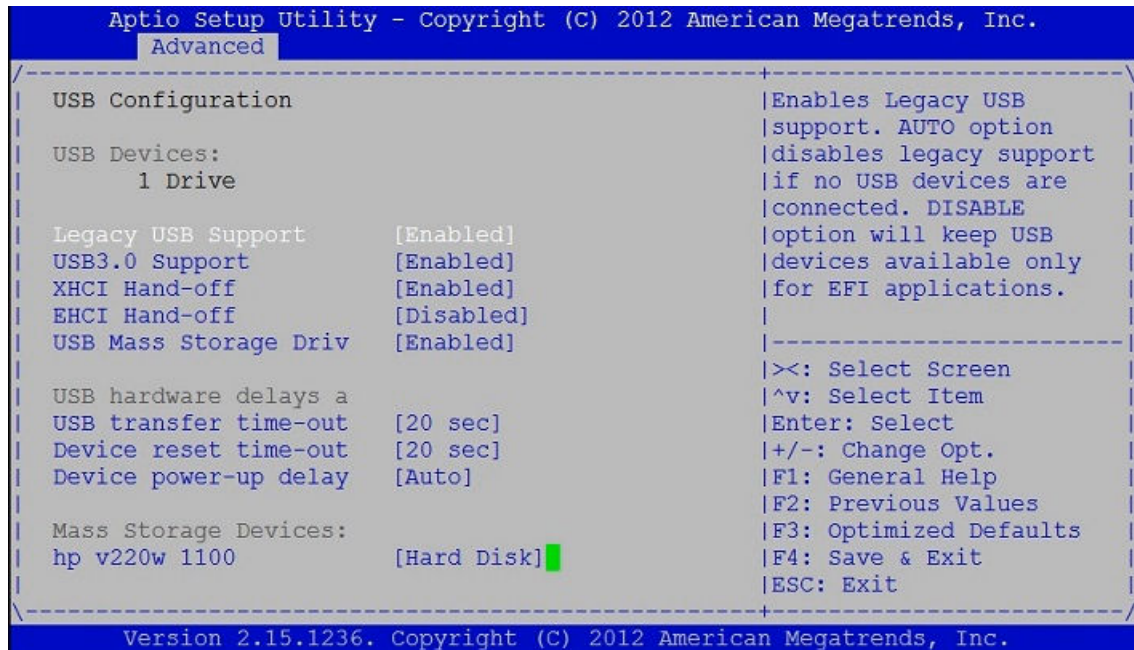 Aptio Setup Utility - Copyright (C) 2012 American Megatrends, Inc.
Advanced
USB Configuration
USB Devices:
1 Drive
Legacy USB Support [Enabled]
USB3.0 Support [Enabled]
XHCI Hand-off [Enabled]
EHCI Hand-off [Disabled]
USB Mass Storage Driv [Enabled]
USB hardware delays a
USB transfer time-out [20 sec]
Device reset time-out [20 sec]
Device power-up delay [Auto]
Mass Storage Devices:
hp v220w 1100 [Hard Disk]
Enables Legacy USB
support. AUTO option
disables legacy support
if no USB devices are
connected. DISABLE
option will keep USB
devices available only
for EFI applications.
><: Select Screen
^v: Select Item
Enter: Select
+/-: Change Opt.
F1: General Help
F2: Previous Values
F3: Optimized Defaults
F4: Save & Exit
ESC: Exit
Version 2.15.1236. Copyright (C) 2012 American Megatrends, Inc.